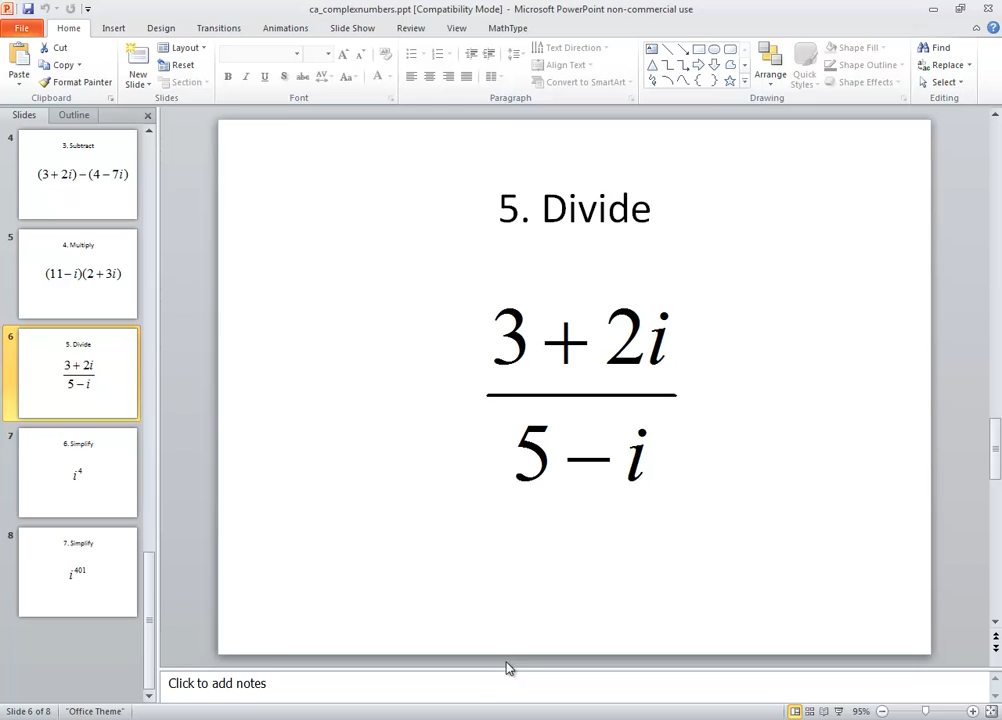 ca_complexnumbers.ppt [Compatibility Mode] - Microsoft PowerPoint non-commercial use
File Home Insert Design Transitions Animations Slide Show Review View MathType
Paste
Cut
Copy
Format Painter
Clipboard
New Slide
Layout
Reset
Section
Slides
B I U S abc AV Aa A
Font
Text Direction
Align Text
Convert to SmartArt
Paragraph
Arrange
Quick Styles
Shape Fill
Shape Outline
Shape Effects
Drawing
Find
Replace
Select
Editing
Slides Outline
4
3. Subtract
(3 + 2i) − (4 − 7i)
5
4. Multiply
(11 − i)(2 + 3i)
6
5. Divide
3 + 2i
5 − i
7
6. Simplify
i^4
8
7. Simplify
i^401
5. Divide
3 + 2i
5 − i
Click to add notes
Slide 6 of 8 "Office Theme" 95%